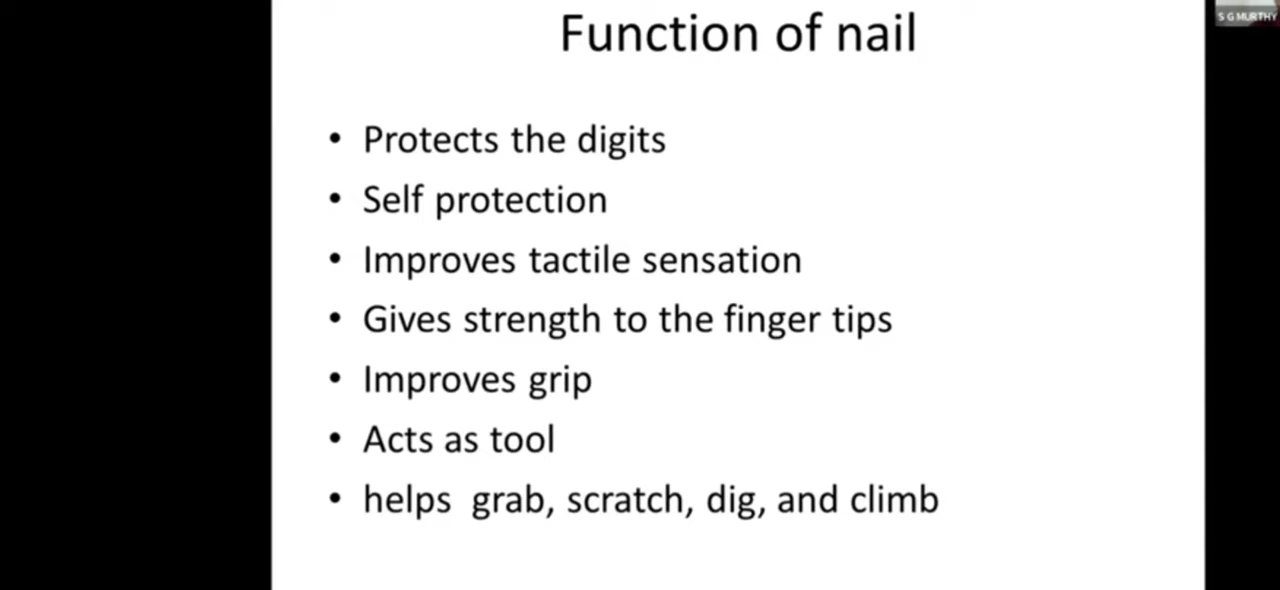 Function of nail
S G MURTHY
• Protects the digits
• Self protection
• Improves tactile sensation
• Gives strength to the finger tips
• Improves grip
• Acts as tool
• helps grab, scratch, dig, and climb